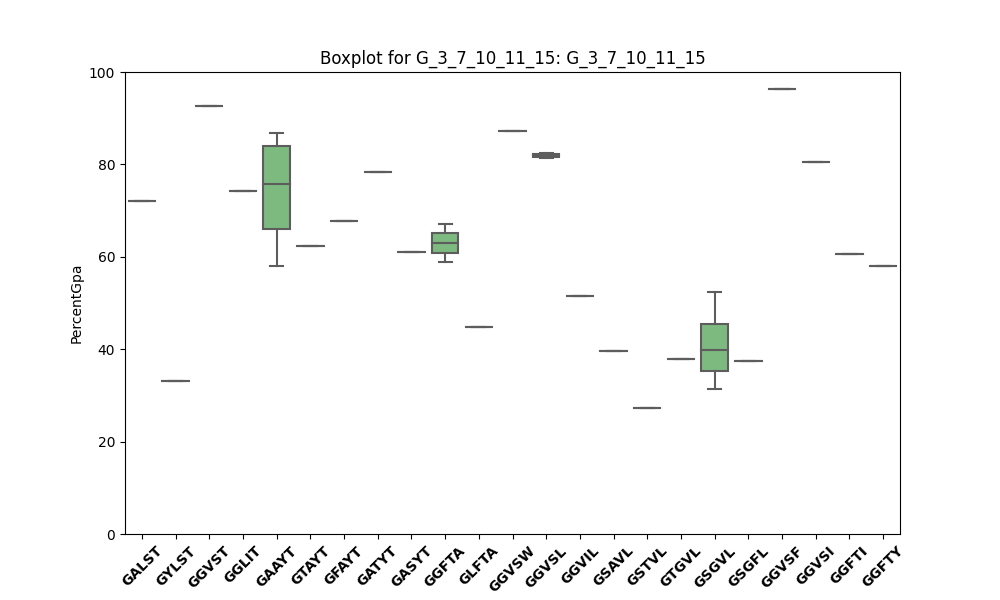 Boxplot for G_3_7_10_11_15: G_3_7_10_11_15
PercentGpa
100
80
60
40
20
0
GALST
GYLST
GGVST
GGLIT
GAAYT
GTAYT
GFAYT
GATYT
GASYT
GGFTA
GLFTA
GGVSW
GGVSL
GGVIL
GSAVL
GSTVL
GTGVL
GSGVL
GSGFL
GGVSF
GGVSI
GGFTI
GGFTY